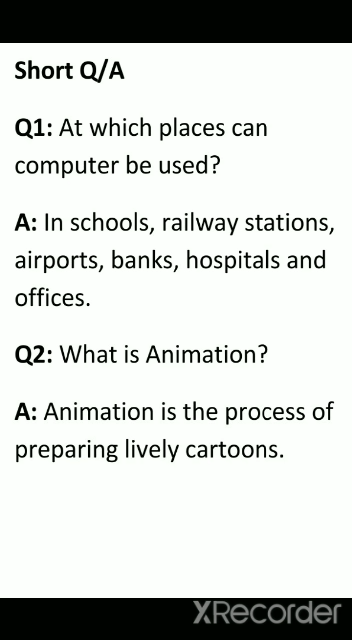 Short Q/A
Q1: At which places can
computer be used?
A: In schools, railway stations,
airports, banks, hospitals and
offices.
Q2: What is Animation?
A: Animation is the process of
preparing lively cartoons.
XRecorder